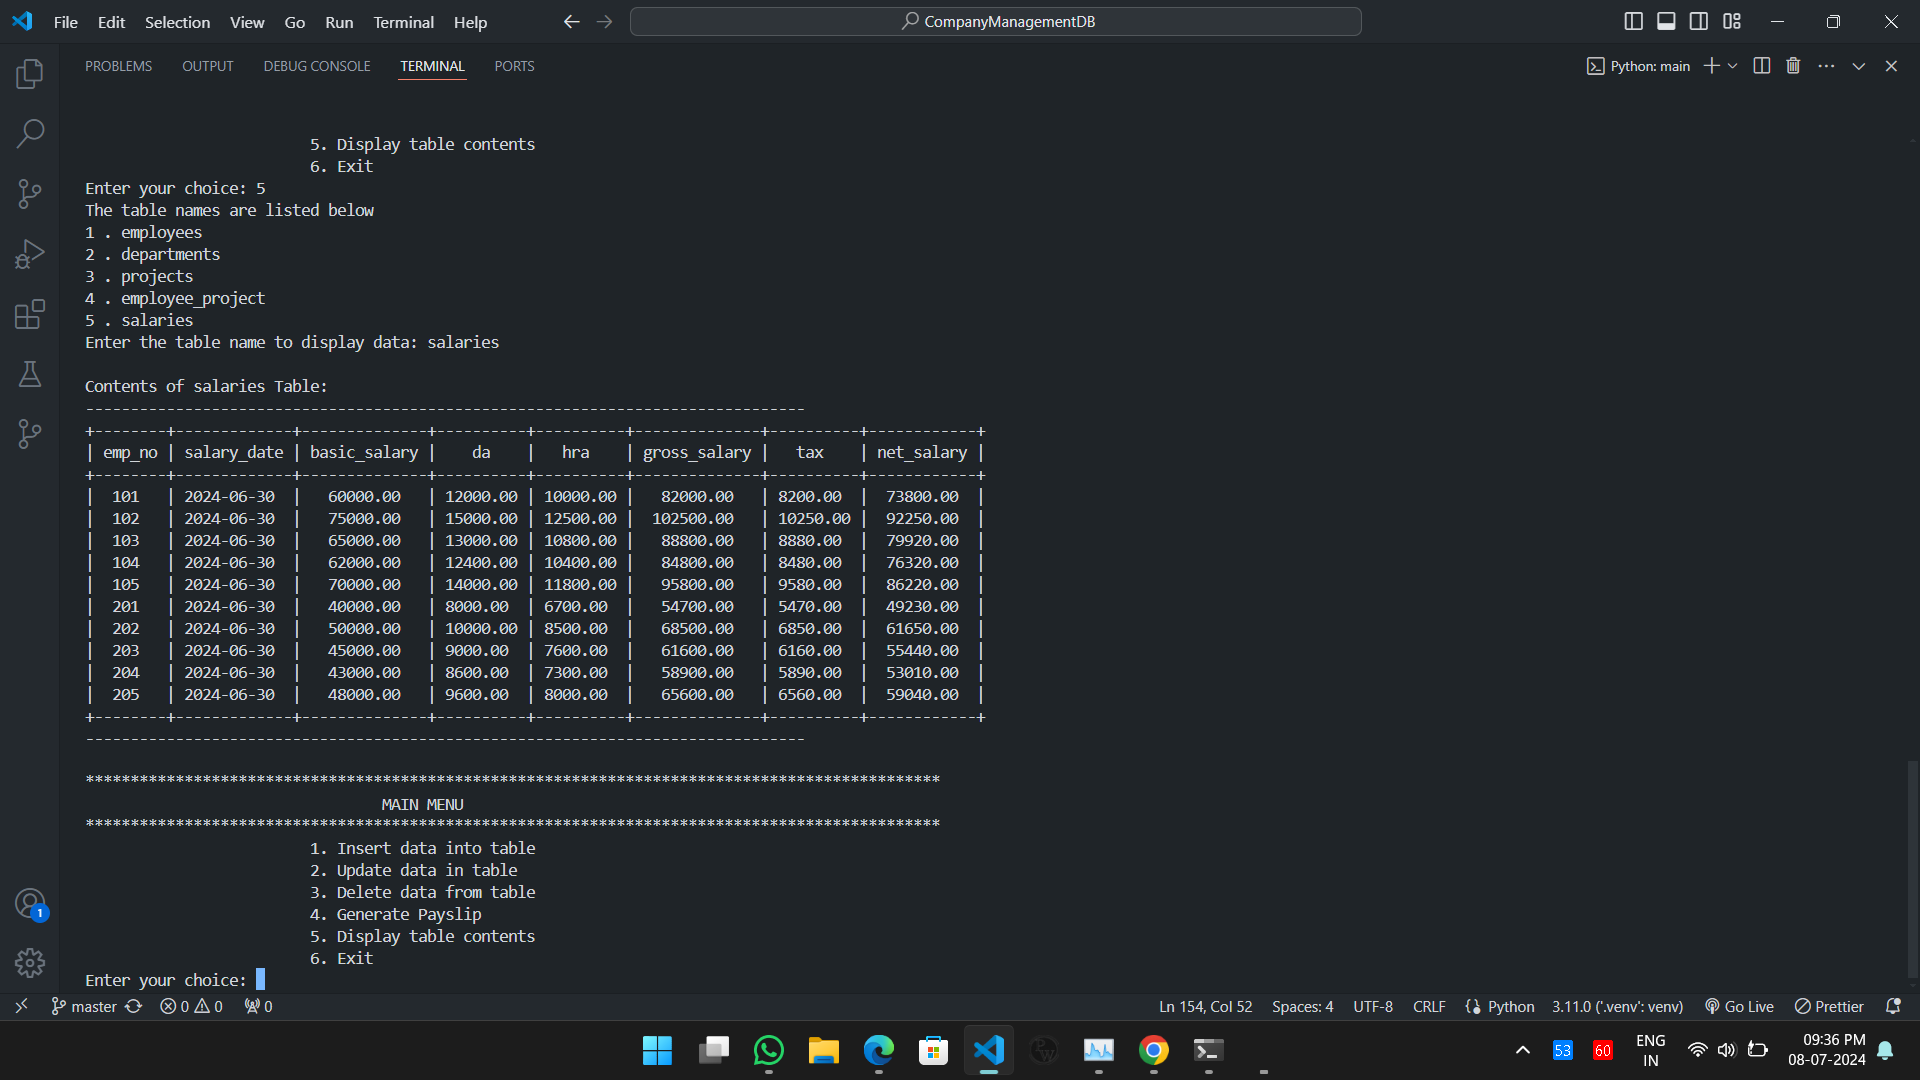 File Edit Selection View Go Run Terminal Help
CompanyManagementDB
PROBLEMS OUTPUT DEBUG CONSOLE TERMINAL PORTS
Python: main
5. Display table contents
6. Exit
Enter your choice: 5
The table names are listed below
1 . employees
2 . departments
3 . projects
4 . employee_project
5 . salaries
Enter the table name to display data: salaries
Contents of salaries Table:
--------------------------------------------------------------------------------
+--------+-------------+--------------+----------+----------+--------------+----------+------------+
| emp_no | salary_date | basic_salary |    da    |   hra    | gross_salary |   tax    | net_salary |
+--------+-------------+--------------+----------+----------+--------------+----------+------------+
|  101   | 2024-06-30  |   60000.00   | 12000.00 | 10000.00 |   82000.00   | 8200.00  |  73800.00  |
|  102   | 2024-06-30  |   75000.00   | 15000.00 | 12500.00 |  102500.00   | 10250.00 |  92250.00  |
|  103   | 2024-06-30  |   65000.00   | 13000.00 | 10800.00 |   88800.00   | 8880.00  |  79920.00  |
|  104   | 2024-06-30  |   62000.00   | 12400.00 | 10400.00 |   84800.00   | 8480.00  |  76320.00  |
|  105   | 2024-06-30  |   70000.00   | 14000.00 | 11800.00 |   95800.00   | 9580.00  |  86220.00  |
|  201   | 2024-06-30  |   40000.00   | 8000.00  | 6700.00  |   54700.00   | 5470.00  |  49230.00  |
|  202   | 2024-06-30  |   50000.00   | 10000.00 | 8500.00  |   68500.00   | 6850.00  |  61650.00  |
|  203   | 2024-06-30  |   45000.00   | 9000.00  | 7600.00  |   61600.00   | 6160.00  |  55440.00  |
|  204   | 2024-06-30  |   43000.00   | 8600.00  | 7300.00  |   58900.00   | 5890.00  |  53010.00  |
|  205   | 2024-06-30  |   48000.00   | 9600.00  | 8000.00  |   65600.00   | 6560.00  |  59040.00  |
+--------+-------------+--------------+----------+----------+--------------+----------+------------+
--------------------------------------------------------------------------------
***********************************************************************************************
MAIN MENU
***********************************************************************************************
1. Insert data into table
2. Update data in table
3. Delete data from table
4. Generate Payslip
5. Display table contents
6. Exit
Enter your choice:
1
master 0 0 0 Ln 154, Col 52 Spaces: 4 UTF-8 CRLF Python 3.11.0 ('.venv': venv) Go Live Prettier
53 60 ENG IN 09:36 PM
08-07-2024